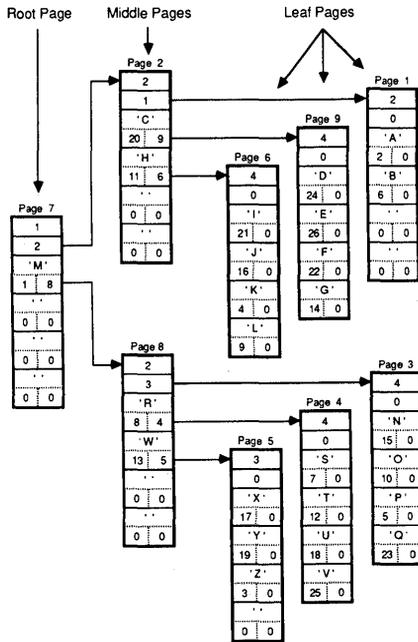 Root Page Middle Pages Leaf Pages
Page 2
2
1
'C'
20 9
'H'
11 6
' '
0 0
' '
0 0
Page 1
2
0
'A'
2 0
'B'
6 0
' '
0 0
' '
0 0
Page 9
4
0
'D'
24 0
'E'
26 0
'F'
22 0
'G'
14 0
Page 6
4
0
'I'
21 0
'J'
16 0
'K'
4 0
'L'
9 0
Page 7
1
2
'M'
1 8
' '
0 0
' '
0 0
' '
0 0
Page 8
2
3
'R'
8 4
'W'
13 5
' '
0 0
' '
0 0
Page 3
4
0
'N'
15 0
'O'
10 0
'P'
5 0
'Q'
23 0
Page 4
4
0
'S'
7 0
'T'
12 0
'U'
18 0
'V'
25 0
Page 5
3
0
'X'
17 0
'Y'
19 0
'Z'
3 0
' '
0 0